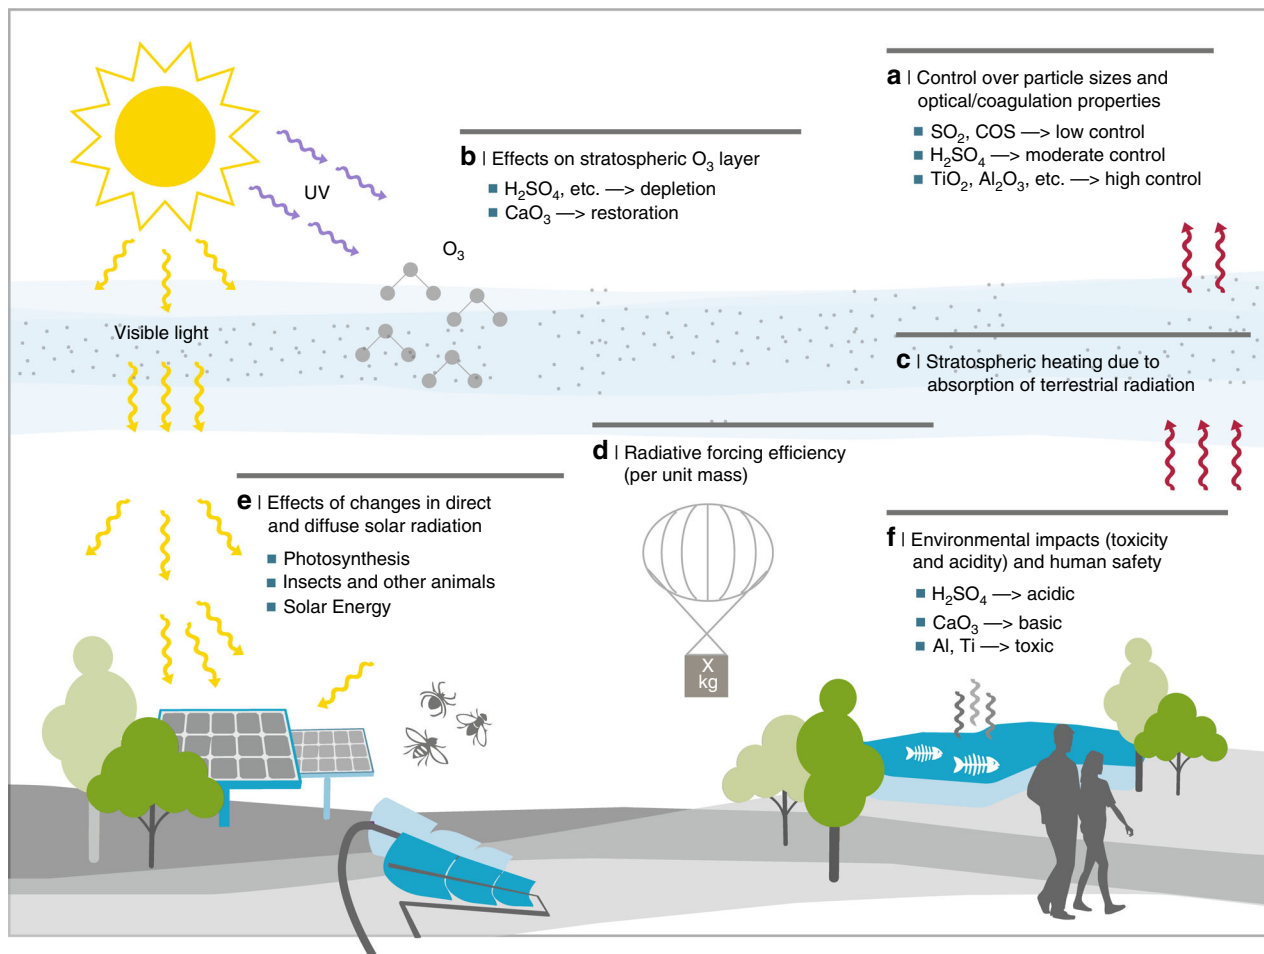 a | Control over particle sizes and
optical/coagulation properties
■ SO₂, COS —> low control
■ H₂SO₄ —> moderate control
■ TiO₂, Al₂O₃, etc. —> high control
b | Effects on stratospheric O₃ layer
■ H₂SO₄, etc. —> depletion
■ CaO₃ —> restoration
UV
O₃
Visible light
c | Stratospheric heating due to
absorption of terrestrial radiation
d | Radiative forcing efficiency
(per unit mass)
X
kg
e | Effects of changes in direct
and diffuse solar radiation
■ Photosynthesis
■ Insects and other animals
■ Solar Energy
f | Environmental impacts (toxicity
and acidity) and human safety
■ H₂SO₄ —> acidic
■ CaO₃ —> basic
■ Al, Ti —> toxic